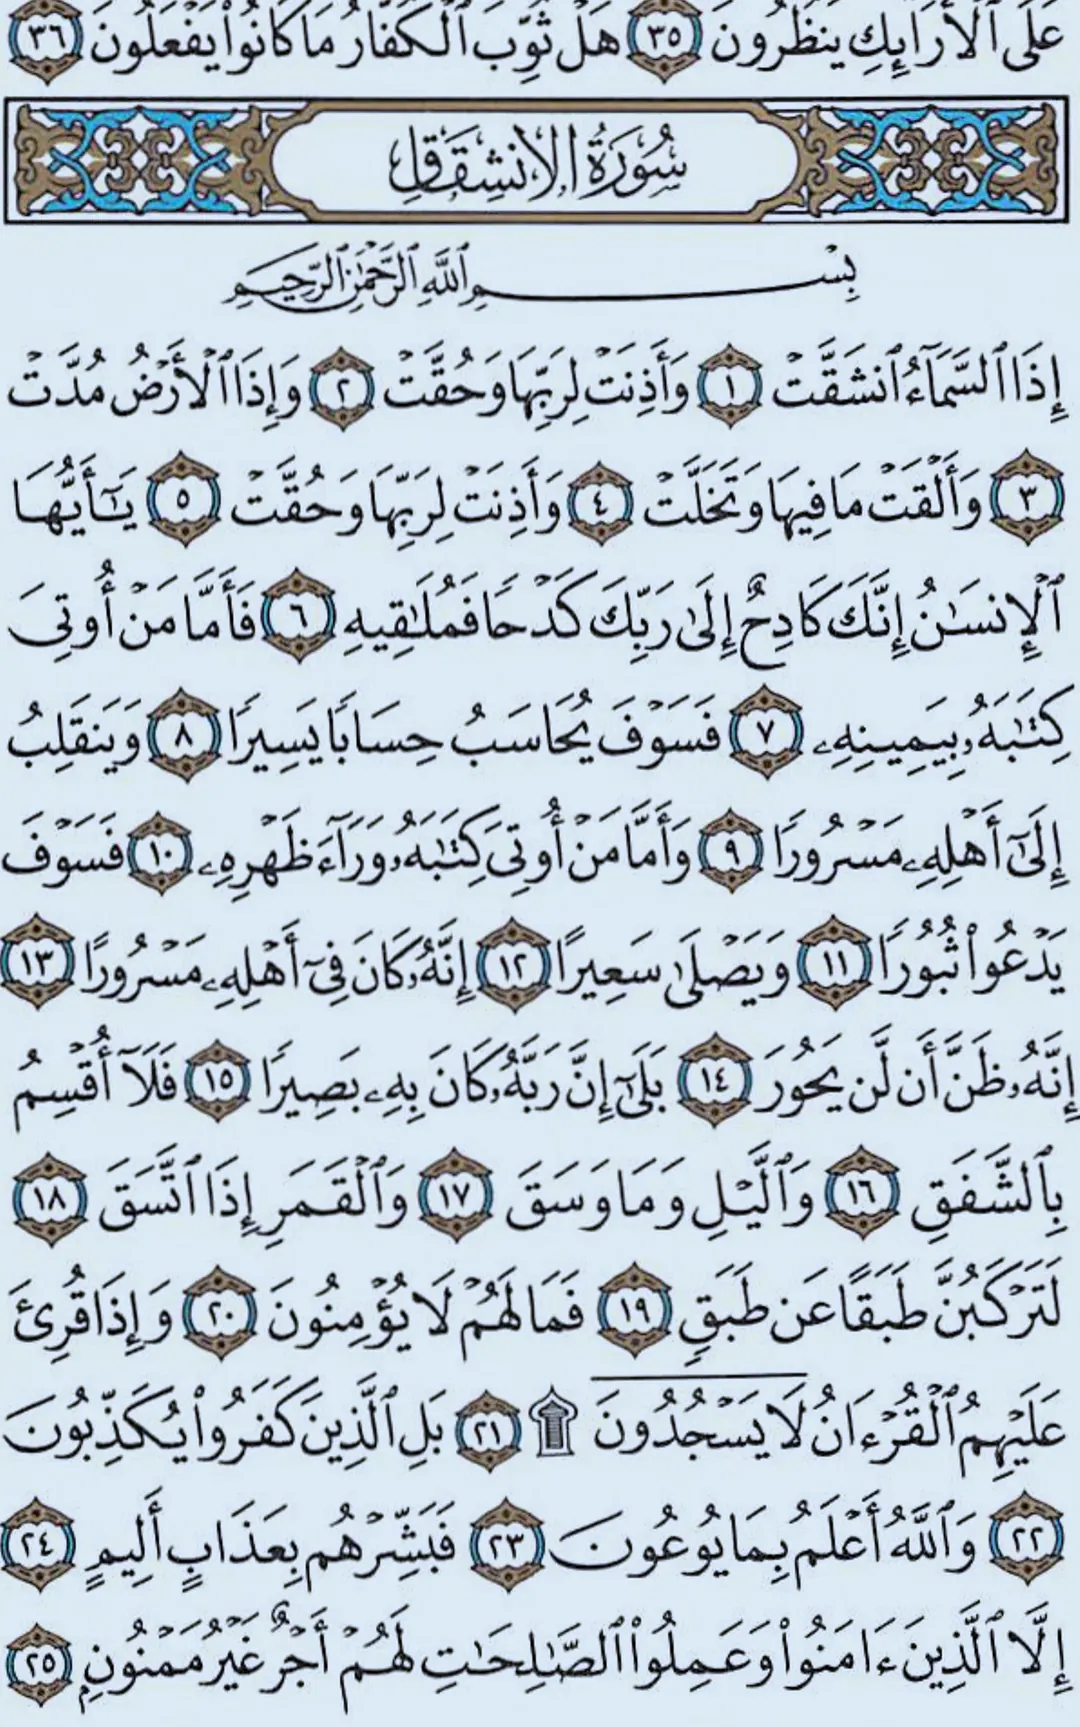 عَلَى ٱلْأَرَآئِكِ يَنظُرُونَ ٣٥ هَلْ ثُوِّبَ ٱلْكُفَّارُ مَا كَانُوا۟ يَفْعَلُونَ ٣٦
سُورَةُ الانشِقَاقِ
بِسْمِ ٱللَّهِ ٱلرَّحْمَٰنِ ٱلرَّحِيمِ
إِذَا ٱلسَّمَآءُ ٱنشَقَّتْ ١ وَأَذِنَتْ لِرَبِّهَا وَحُقَّتْ ٢ وَإِذَا ٱلْأَرْضُ مُدَّتْ
٣ وَأَلْقَتْ مَا فِيهَا وَتَخَلَّتْ ٤ وَأَذِنَتْ لِرَبِّهَا وَحُقَّتْ ٥ يَٰٓأَيُّهَا
ٱلْإِنسَٰنُ إِنَّكَ كَادِحٌ إِلَىٰ رَبِّكَ كَدْحًا فَمُلَٰقِيهِ ٦ فَأَمَّا مَنْ أُوتِىَ
كِتَٰبَهُۥ بِيَمِينِهِۦ ٧ فَسَوْفَ يُحَاسَبُ حِسَابًا يَسِيرًا ٨ وَيَنقَلِبُ
إِلَىٰٓ أَهْلِهِۦ مَسْرُورًا ٩ وَأَمَّا مَنْ أُوتِىَ كِتَٰبَهُۥ وَرَآءَ ظَهْرِهِۦ ١٠ فَسَوْفَ
يَدْعُوا۟ ثُبُورًا ١١ وَيَصْلَىٰ سَعِيرًا ١٢ إِنَّهُۥ كَانَ فِىٓ أَهْلِهِۦ مَسْرُورًا ١٣
إِنَّهُۥ ظَنَّ أَن لَّن يَحُورَ ١٤ بَلَىٰٓ إِنَّ رَبَّهُۥ كَانَ بِهِۦ بَصِيرًا ١٥ فَلَآ أُقْسِمُ
بِٱلشَّفَقِ ١٦ وَٱلَّيْلِ وَمَا وَسَقَ ١٧ وَٱلْقَمَرِ إِذَا ٱتَّسَقَ ١٨
لَتَرْكَبُنَّ طَبَقًا عَن طَبَقٍ ١٩ فَمَا لَهُمْ لَا يُؤْمِنُونَ ٢٠ وَإِذَا قُرِئَ
عَلَيْهِمُ ٱلْقُرْءَانُ لَا يَسْجُدُونَ ۩ ٢١ بَلِ ٱلَّذِينَ كَفَرُوا۟ يُكَذِّبُونَ
٢٢ وَٱللَّهُ أَعْلَمُ بِمَا يُوعُونَ ٢٣ فَبَشِّرْهُم بِعَذَابٍ أَلِيمٍ ٢٤
إِلَّا ٱلَّذِينَ ءَامَنُوا۟ وَعَمِلُوا۟ ٱلصَّٰلِحَٰتِ لَهُمْ أَجْرٌ غَيْرُ مَمْنُونٍۭ ٢٥